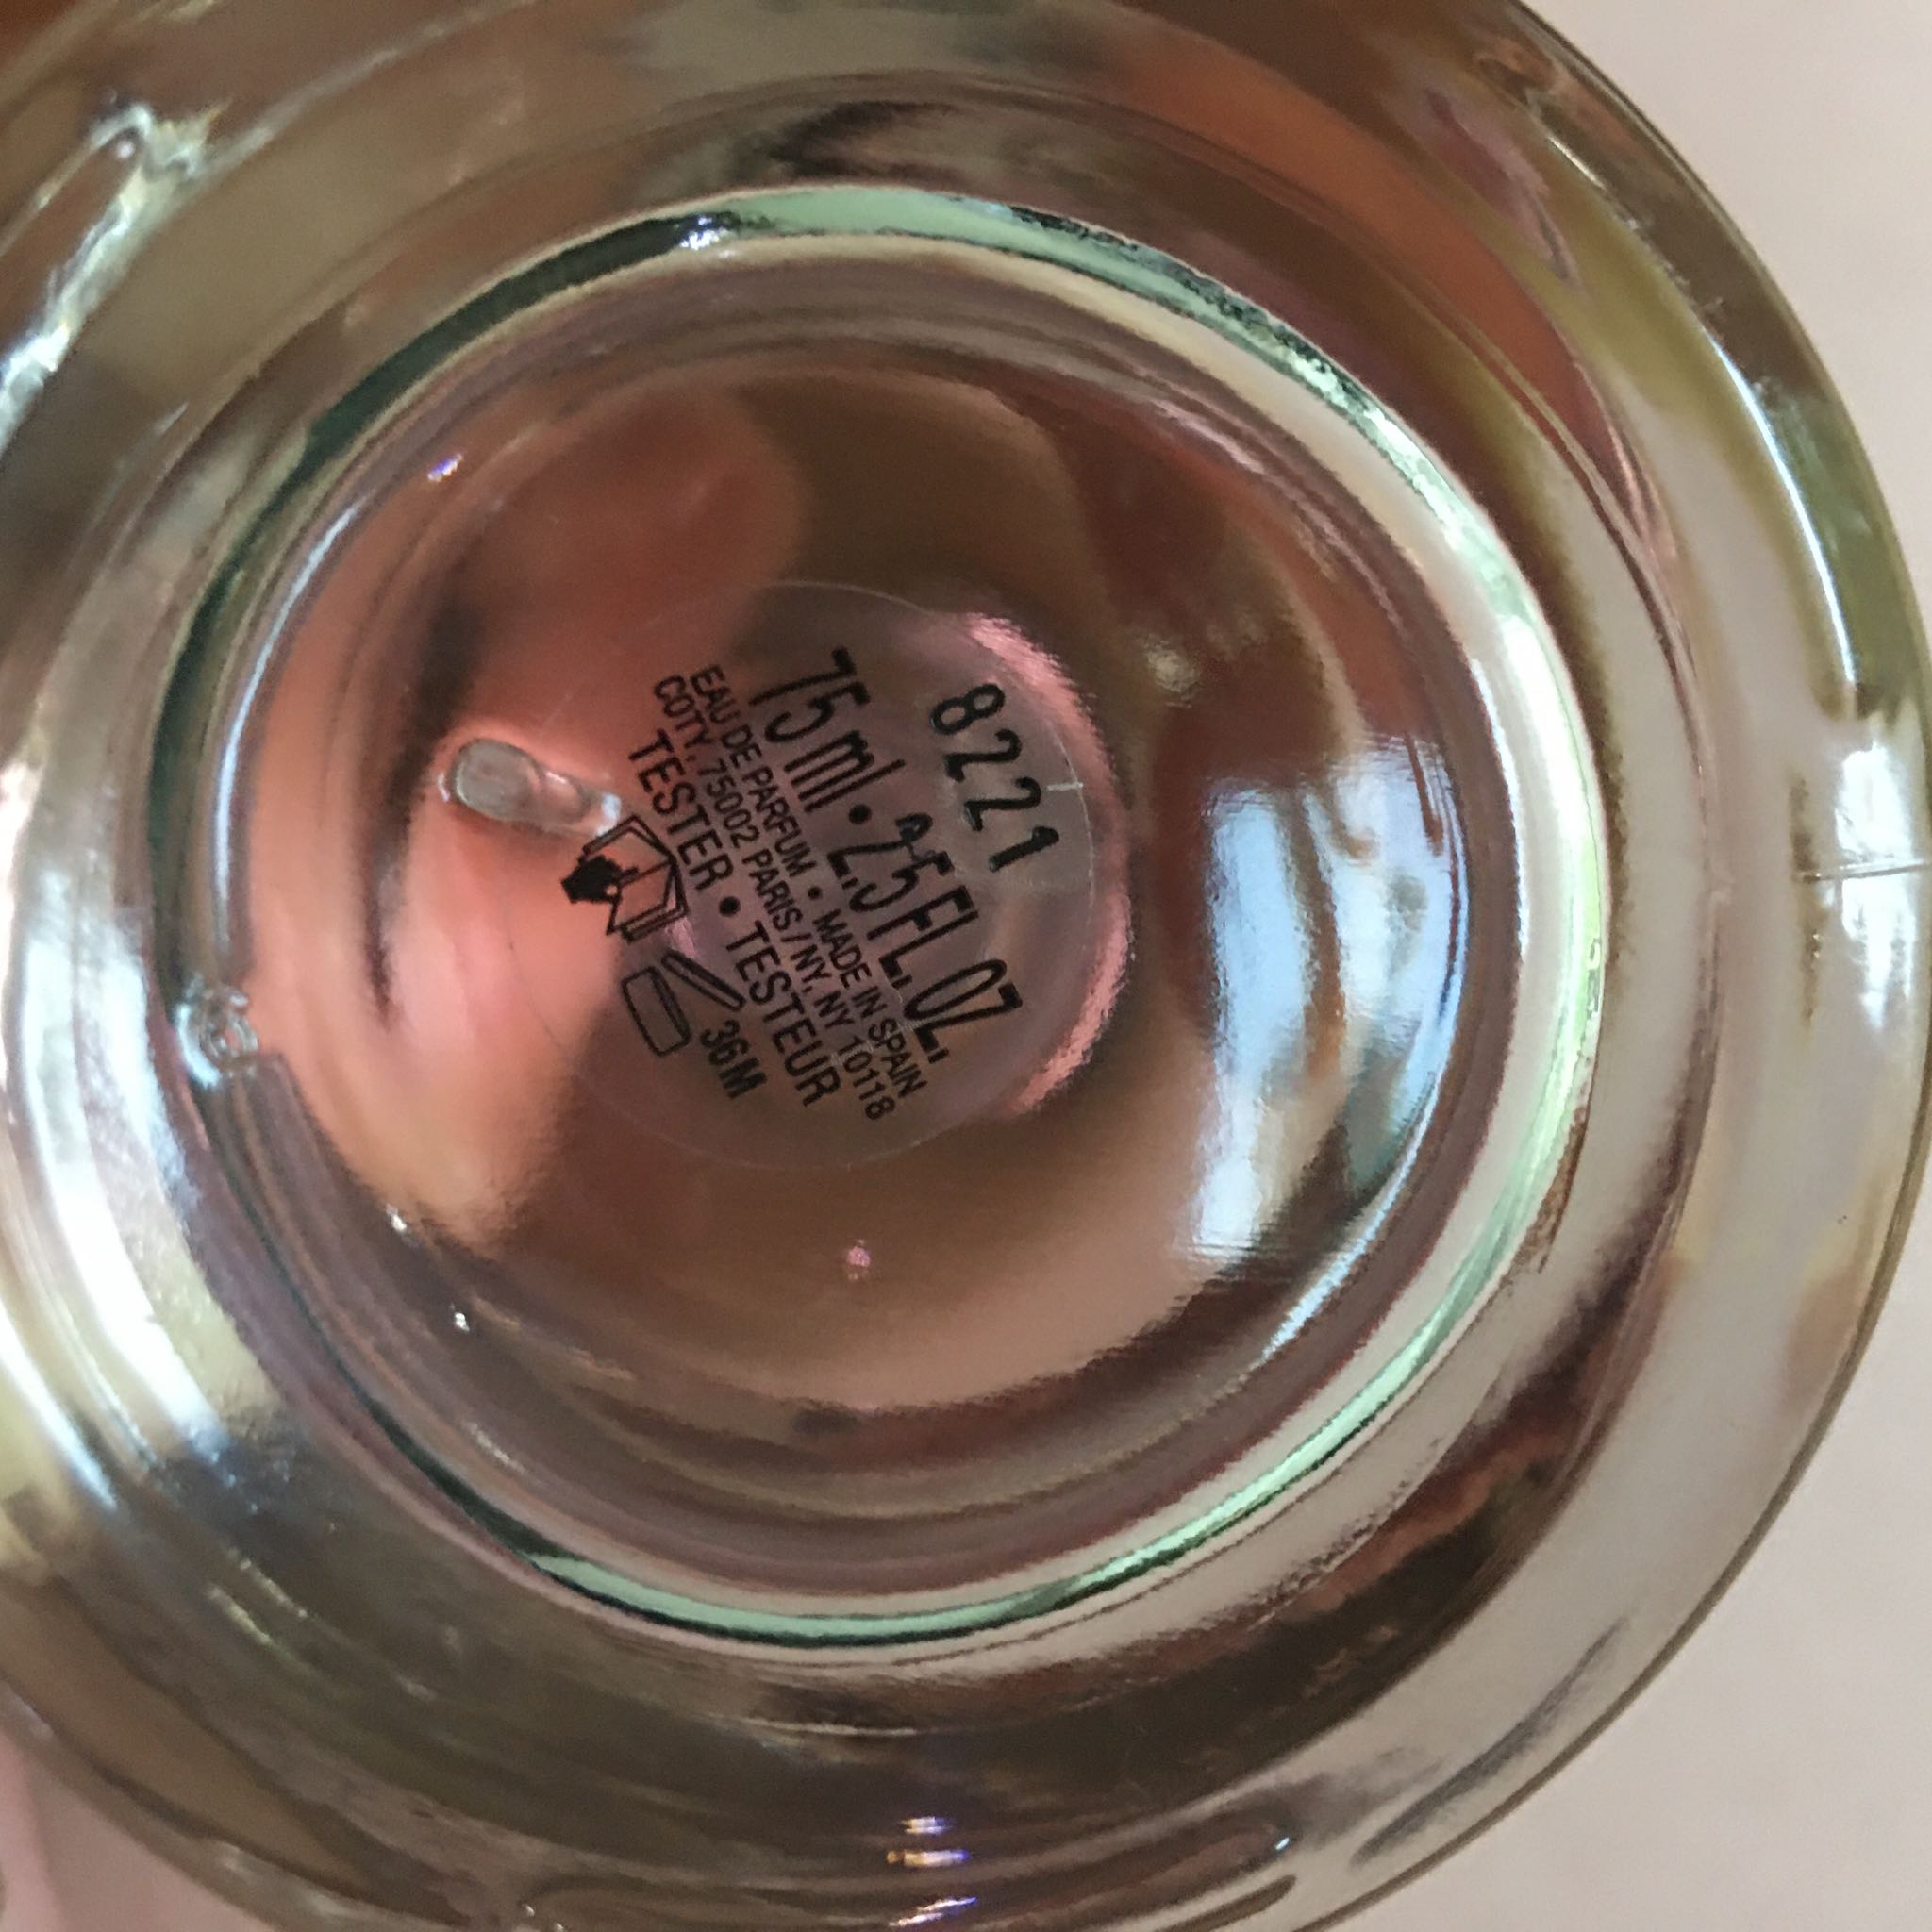 8221
75 ml • 2.5 FL. OZ.
EAU DE PARFUM • MADE IN SPAIN
COTY, 75002 PARIS / NY, NY 10118
TESTER • TESTEUR
36M